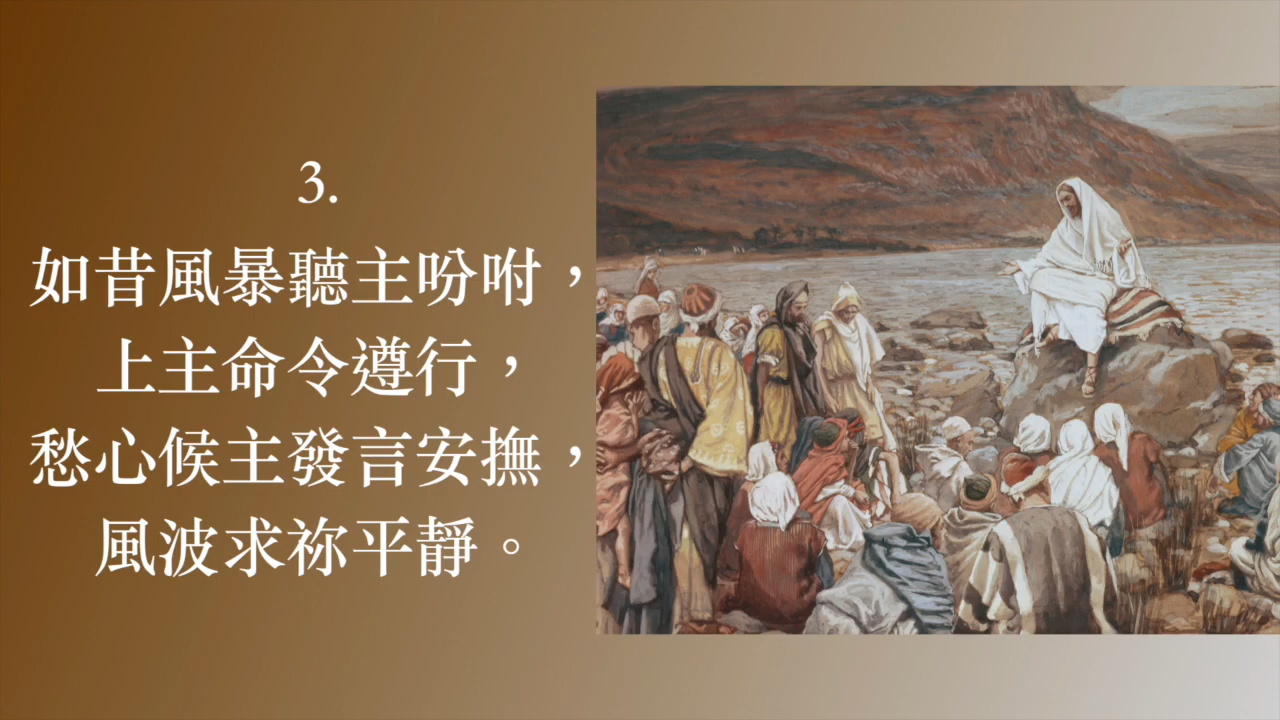 3.
如昔風暴聽主吩咐，
上主命令遵行，
愁心候主發言安撫，
風波求祢平靜。